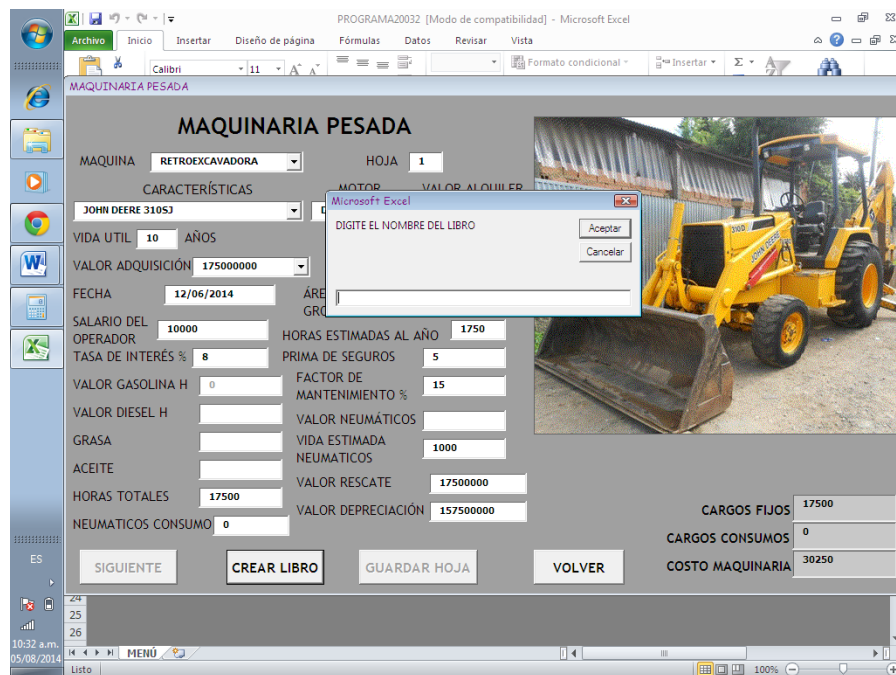 PROGRAMA20032 [Modo de compatibilidad] - Microsoft Excel
Archivo Inicio Insertar Diseño de página Fórmulas Datos Revisar Vista
Calibri 11 A A Formato condicional Insertar Σ
MAQUINARIA PESADA
MAQUINARIA PESADA
MAQUINA RETROEXCAVADORA HOJA 1
CARACTERÍSTICAS MOTOR VALOR ALQUILER
JOHN DEERE 310SJ
Microsoft Excel
DIGITE EL NOMBRE DEL LIBRO
Aceptar
Cancelar
VIDA UTIL 10 AÑOS
VALOR ADQUISICIÓN 175000000
FECHA 12/06/2014
SALARIO DEL OPERADOR 10000
HORAS ESTIMADAS AL AÑO 1750
TASA DE INTERÉS % 8
PRIMA DE SEGUROS 5
VALOR GASOLINA H 0
FACTOR DE MANTENIMIENTO % 15
VALOR DIESEL H
VALOR NEUMÁTICOS
GRASA
VIDA ESTIMADA NEUMATICOS 1000
ACEITE
VALOR RESCATE 17500000
HORAS TOTALES 17500
VALOR DEPRECIACIÓN 157500000
NEUMATICOS CONSUMO 0
310D
JOHN DEERE
CARGOS FIJOS 17500
CARGOS CONSUMOS 0
COSTO MAQUINARIA 30250
SIGUIENTE CREAR LIBRO GUARDAR HOJA VOLVER
24
25
26
MENÚ
Listo 100%
ES
10:32 a.m.
05/08/2014